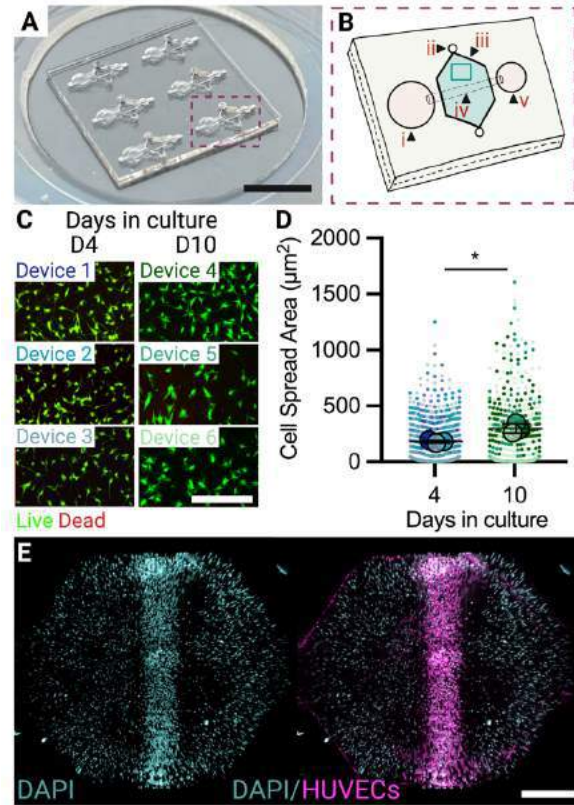 A
B
ii
iii
i
iv
v
C
Days in culture
D4
D10
Device 1
Device 4
Device 2
Device 5
Device 3
Device 6
Live Dead
D
Cell Spread Area (µm²)
2000
1500
1000
500
0
*
4
10
Days in culture
E
DAPI
DAPI/HUVECs